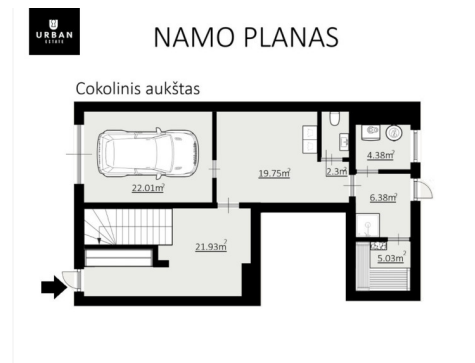 URBAN
ESTATE
NAMO PLANAS
Cokolinis aukštas
22.01m²
19.75m²
2.3m²
4.38m²
6.38m²
21.93m²
5.03m²